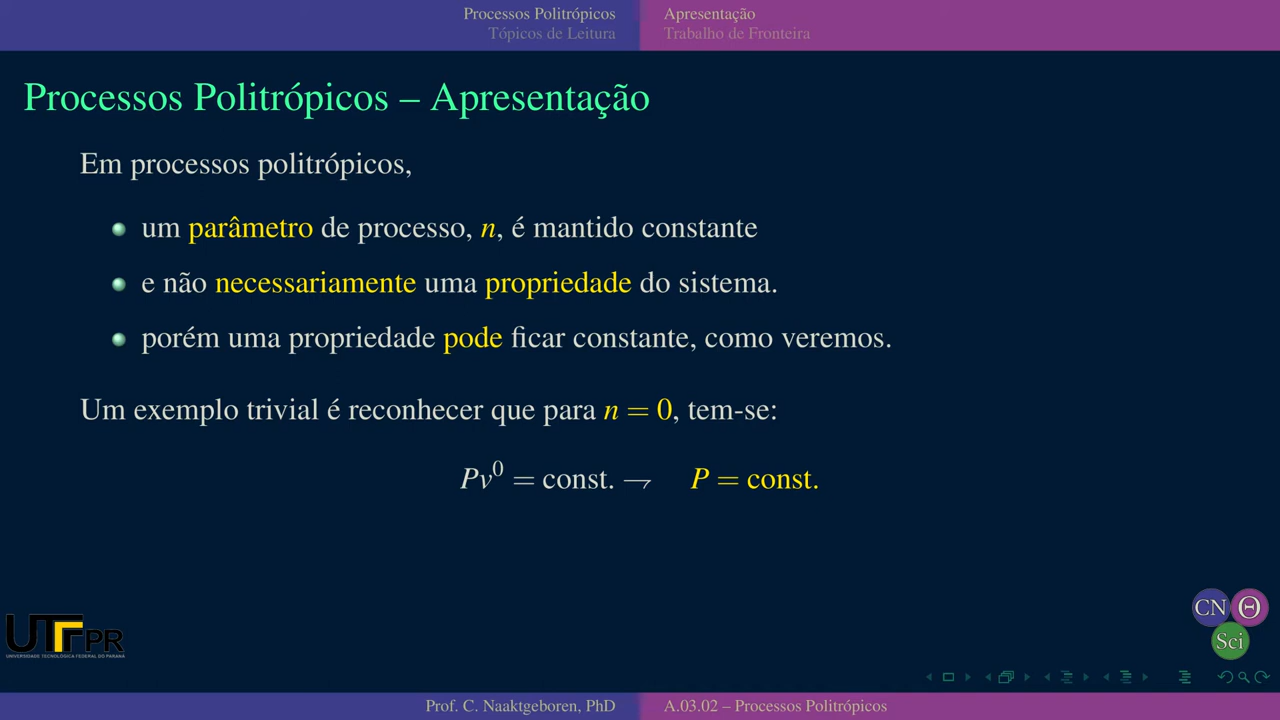 Processos Politrópicos
Tópicos de Leitura
Apresentação
Trabalho de Fronteira
Processos Politrópicos – Apresentação
Em processos politrópicos,
um parâmetro de processo, n, é mantido constante
e não necessariamente uma propriedade do sistema.
porém uma propriedade pode ficar constante, como veremos.
Um exemplo trivial é reconhecer que para n = 0, tem-se:
Pv⁰ = const. → P = const.
CN Θ
Sci
UTFPR
UNIVERSIDADE TECNOLÓGICA FEDERAL DO PARANÁ
Prof. C. Naaktgeboren, PhD
A.03.02 – Processos Politrópicos